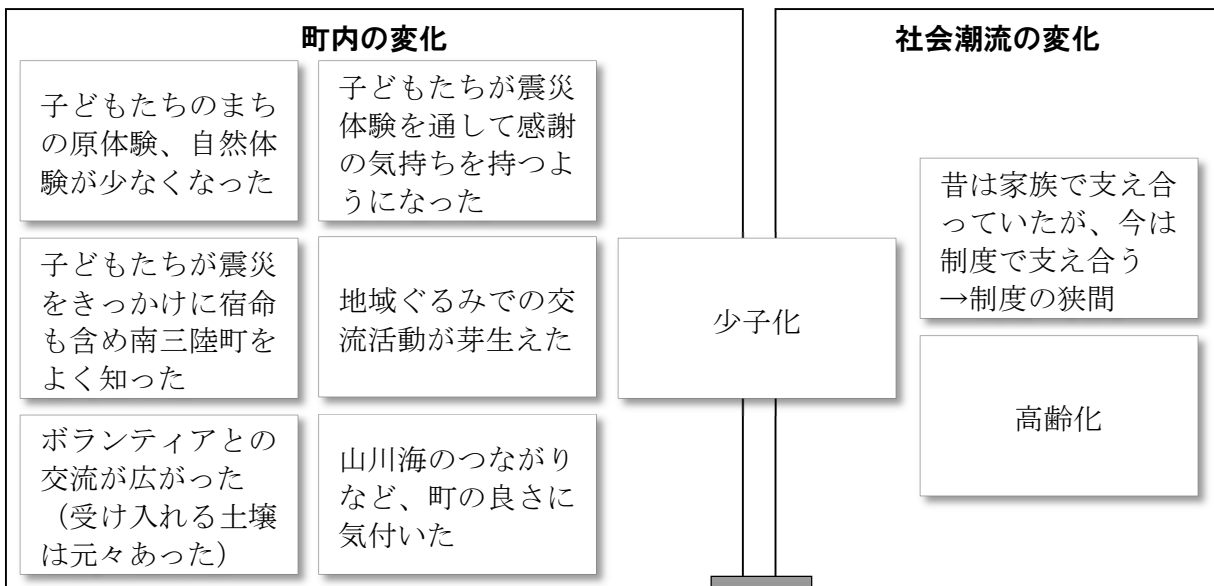 町内の変化
子どもたちのまち
の原体験、自然体
験が少なくなった
子どもたちが震災
体験を通して感謝
の気持ちを持つよ
うになった
子どもたちが震災
をきっかけに宿命
も含め南三陸町を
よく知った
地域ぐるみでの交
流活動が芽生えた
ボランティアとの
交流が広がった
(受け入れる土壌
は元々あった)
山川海のつながり
など、町の良さに
気付いた
少子化
社会潮流の変化
昔は家族で支え合
っていたが、今は
制度で支え合う
→制度の狭間
高齢化